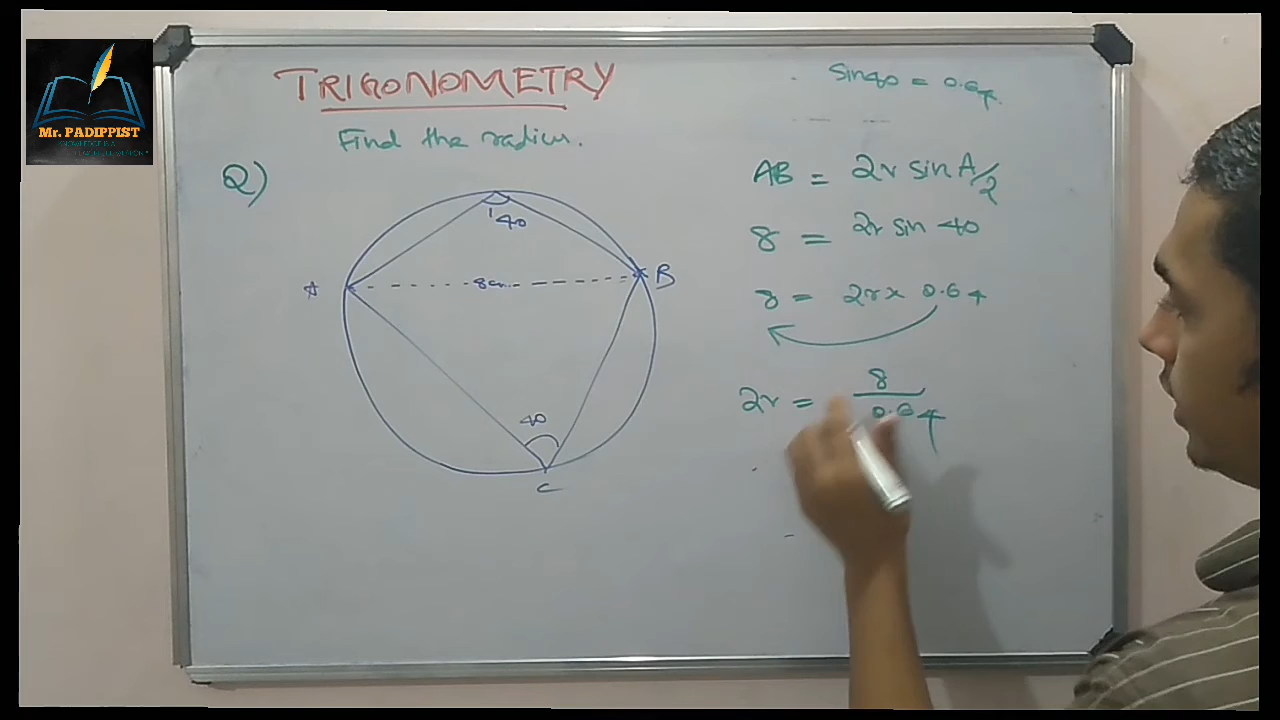 Mr. PADIPPIST
TRIGONOMETRY
Find the radius.
Q)
140
A
8cm
B
40
C
Sin40 = 0.64
AB = 2r sin A/2
8 = 2r sin 40
8 = 2r x 0.64
2r = 8/0.64